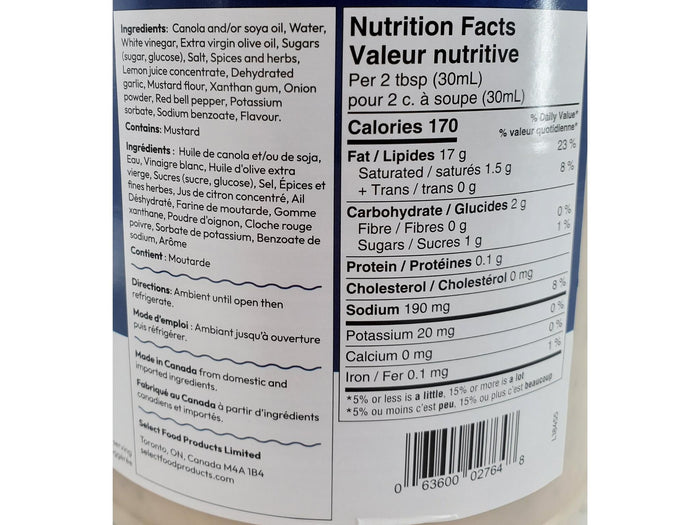 Ingredients: Canola and/or soya oil, Water,
White vinegar, Extra virgin olive oil, Sugars
(sugar, glucose), Salt, Spices and herbs,
Lemon juice concentrate, Dehydrated
garlic, Mustard flour, Xanthan gum, Onion
powder, Red bell pepper, Potassium
sorbate, Sodium benzoate, Flavour.
Contains: Mustard
Ingrédients : Huile de canola et/ou de soja,
Eau, Vinaigre blanc, Huile d'olive extra
vierge, Sucres (sucre, glucose), Sel, Épices et
fines herbes, Jus de citron concentré, Ail
Déshydraté, Farine de moutarde, Gomme
xanthane, Poudre d'oignon, Cloche rouge
poivre, Sorbate de potassium, Benzoate de
sodium, Arôme
Contient : Moutarde
Directions: Ambient until open then
refrigerate.
Mode d'emploi : Ambiant jusqu'à ouverture
puis réfrigérer.
Made in Canada from domestic and
imported ingredients.
Fabriqué au Canada à partir d'ingrédients
canadiens et importés.
Select Food Products Limited
Toronto, ON, Canada M4A 1B4
selectfoodproducts.com
Nutrition Facts
Valeur nutritive
Per 2 tbsp (30mL)
pour 2 c. à soupe (30mL)
Calories 170
% Daily Value*
% valeur quotidienne*
Fat / Lipides 17 g 23 %
Saturated / saturés 1.5 g 8 %
+ Trans / trans 0 g
Carbohydrate / Glucides 2 g
Fibre / Fibres 0 g 0 %
Sugars / Sucres 1 g 1 %
Protein / Protéines 0.1 g
Cholesterol / Cholestérol 0 mg
Sodium 190 mg 8 %
Potassium 20 mg 0 %
Calcium 0 mg 0 %
Iron / Fer 0.1 mg 1 %
*5% or less is a little, 15% or more is a lot
*5% ou moins c'est peu, 15% ou plus c'est beaucoup
0 63600 02764 8